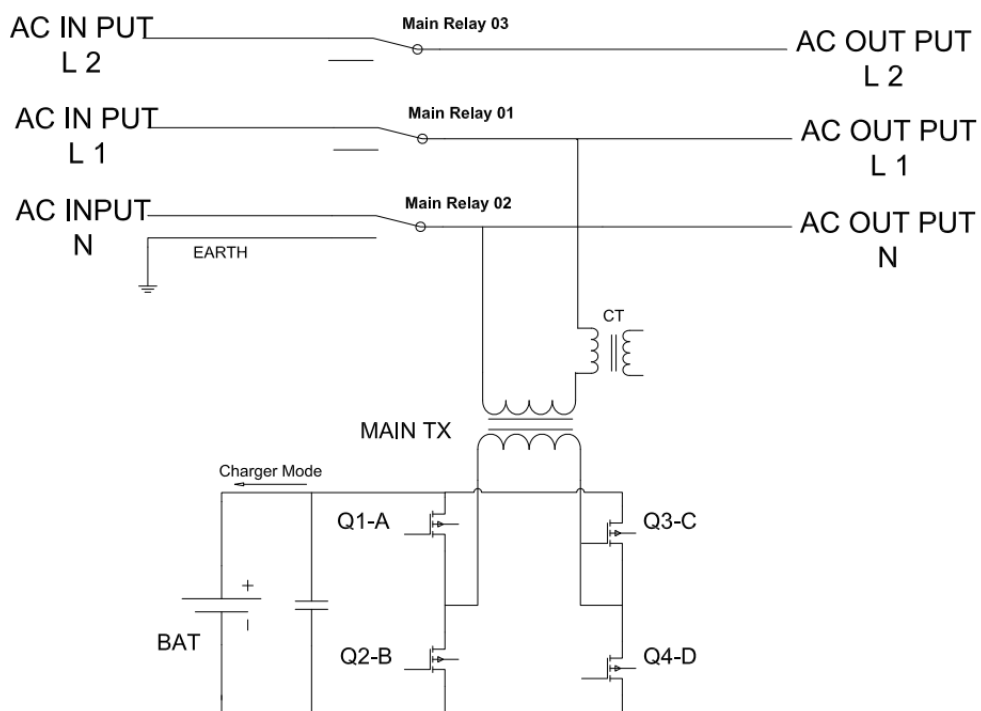 AC IN PUT
L 2
Main Relay 03
AC OUT PUT
L 2
AC IN PUT
L 1
Main Relay 01
AC OUT PUT
L 1
AC INPUT
N
Main Relay 02
AC OUT PUT
N
EARTH
CT
MAIN TX
Charger Mode
Q1-A
Q3-C
+
BAT
Q2-B
Q4-D